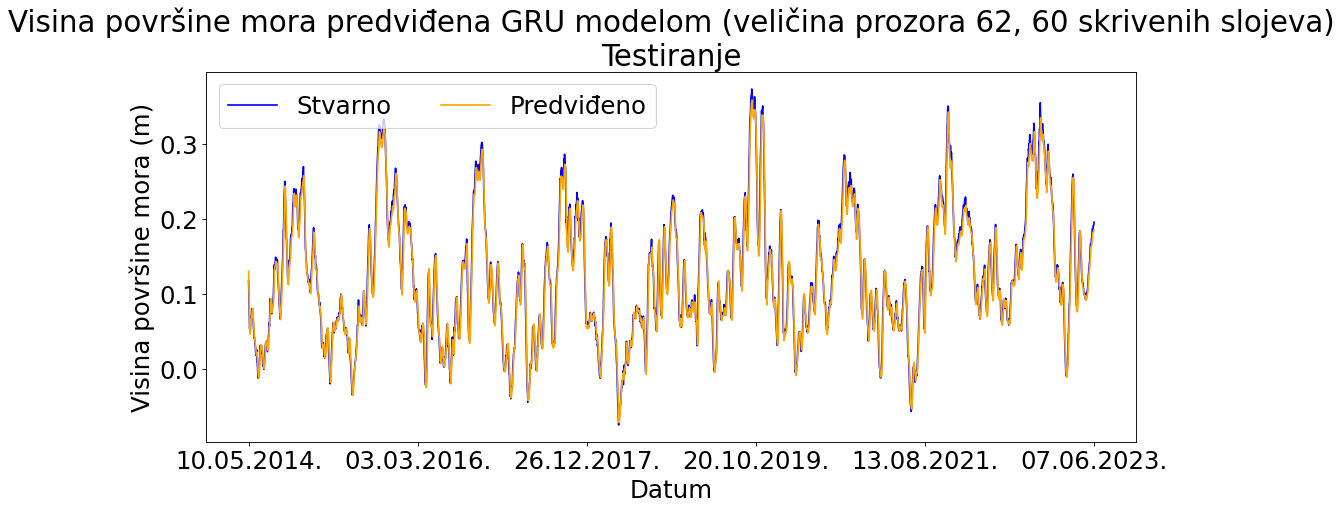 Visina površine mora predviđena GRU modelom (veličina prozora 62, 60 skrivenih slojeva)
Testiranje
Stvarno
Predviđeno
Visina površine mora (m)
0.3
0.2
0.1
0.0
10.05.2014.
03.03.2016.
26.12.2017.
20.10.2019.
13.08.2021.
07.06.2023.
Datum